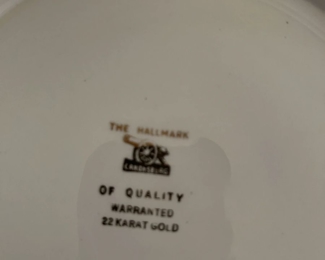 THE HALLMARK
OF QUALITY
WARRANTED
22 KARAT GOLD